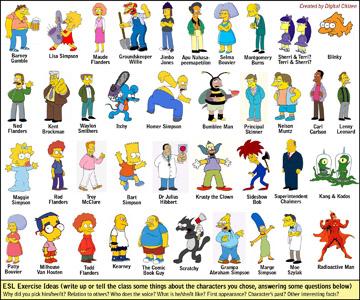 Created by Digital Citizen
Barney Gumble
Lisa Simpson
Maude Flanders
Groundskeeper Willie
Jimbo Jones
Apu Nahasa-peemapetilon
Selma Bouvier
Montgomery Burns
Sherri & Terri? Terri & Sherri?
Blinky
Ned Flanders
Kent Brockman
Waylon Smithers
Itchy
Homer Simpson
Bumblee Man
Principal Skinner
Nelson Muntz
Carl Carlson
Lenny Leonard
Maggie Simpson
Rod Flanders
Troy McClure
Bart Simpson
Dr Julius Hibbert
Krusty the Clown
Sideshow Bob
Superintendent Chalmers
Kang & Kodos
Patty Bouvier
Milhouse Van Houten
Todd Flanders
Kearney
The Comic Book Guy
Scratchy
Grampa Abraham Simpson
Marge Simpson
Moe Szyslak
Radioactive Man
ESL Exercise Ideas (write up or tell the class some things about the characters you chose, answering some questions below)
Why did you pick him/her/it? Relation to others? Who does the voice? What is he/she/it like? First appearance? Character's past? Other interesting facts?